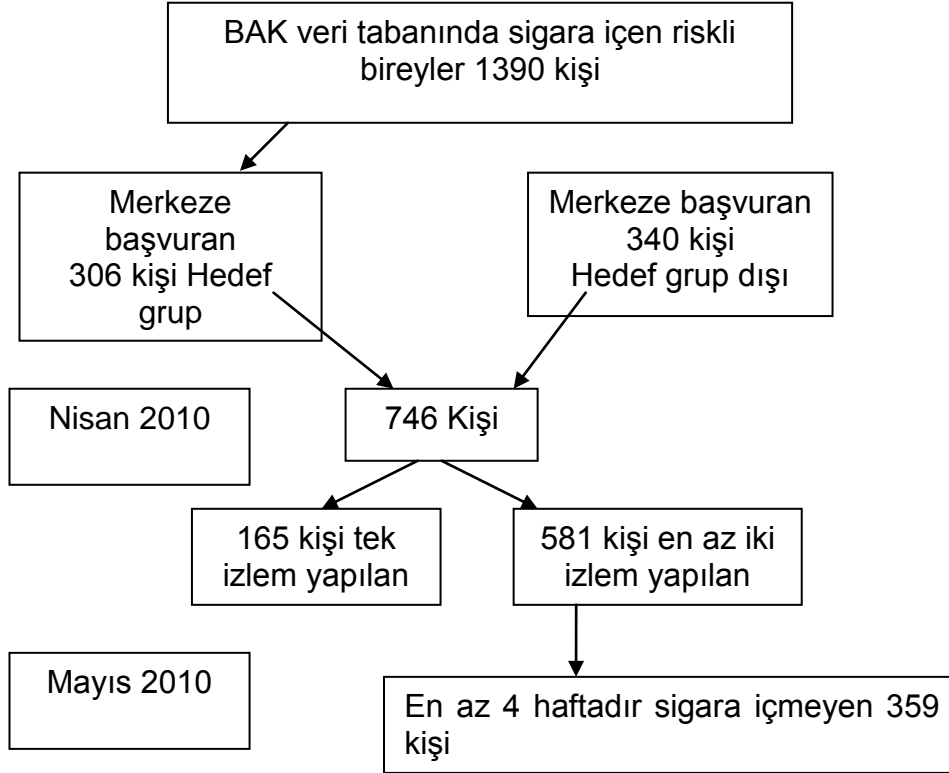 BAK veri tabanında sigara içen riskli
bireyler 1390 kişi
Merkeze
başvuran
306 kişi Hedef
grup
Merkeze başvuran
340 kişi
Hedef grup dışı
Nisan 2010
746 Kişi
165 kişi tek
izlem yapılan
581 kişi en az iki
izlem yapılan
Mayıs 2010
En az 4 haftadır sigara içmeyen 359
kişi